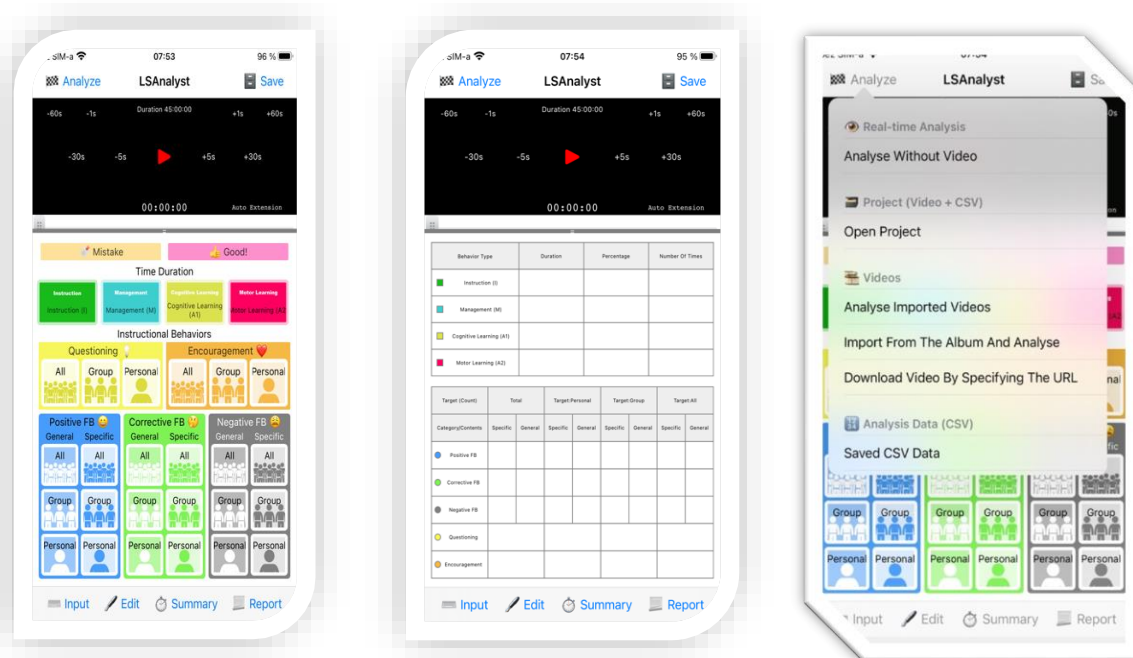 SIM-a 07:53 96 %
Analyze LSAnalyst Save
Duration 45:00:00
-60s -1s +1s +60s
-30s -5s +5s +30s
00:00:00 Auto Extension
Mistake Good!
Time Duration
Instruction Management Cognitive Learning Motor Learning
Instruction (I) Management (M) Cognitive Learning (A1) Motor Learning (A2
Instructional Behaviors
Questioning Encouragement
All Group Personal All Group Personal
Positive FB Corrective FB Negative FB
General Specific General Specific General Specific
All All All All All All
Group Group Group Group Group Group
Personal Personal Personal Personal Personal Personal
Input Edit Summary Report
SIM-a 07:54 95 %
Analyze LSAnalyst Save
Duration 45:00:00
-60s -1s +1s +60s
-30s -5s +5s +30s
00:00:00 Auto Extension
Behavior Type Duration Percentage Number Of Times
Instruction (I)
Management (M)
Cognitive Learning (A1)
Motor Learning (A2)
Target (Count) Total Target:Personal Target:Group Target:All
Category/Contents Specific General Specific General Specific General Specific General
Positive FB
Corrective FB
Negative FB
Questioning
Encouragement
Input Edit Summary Report
Analyze LSAnalyst
Real-time Analysis
Analyse Without Video
Project (Video + CSV)
Open Project
Videos
Analyse Imported Videos
Import From The Album And Analyse
Download Video By Specifying The URL
Analysis Data (CSV)
Saved CSV Data
Group Group Group Group Group Group
Personal Personal Personal Personal Personal Personal
Input Edit Summary Report